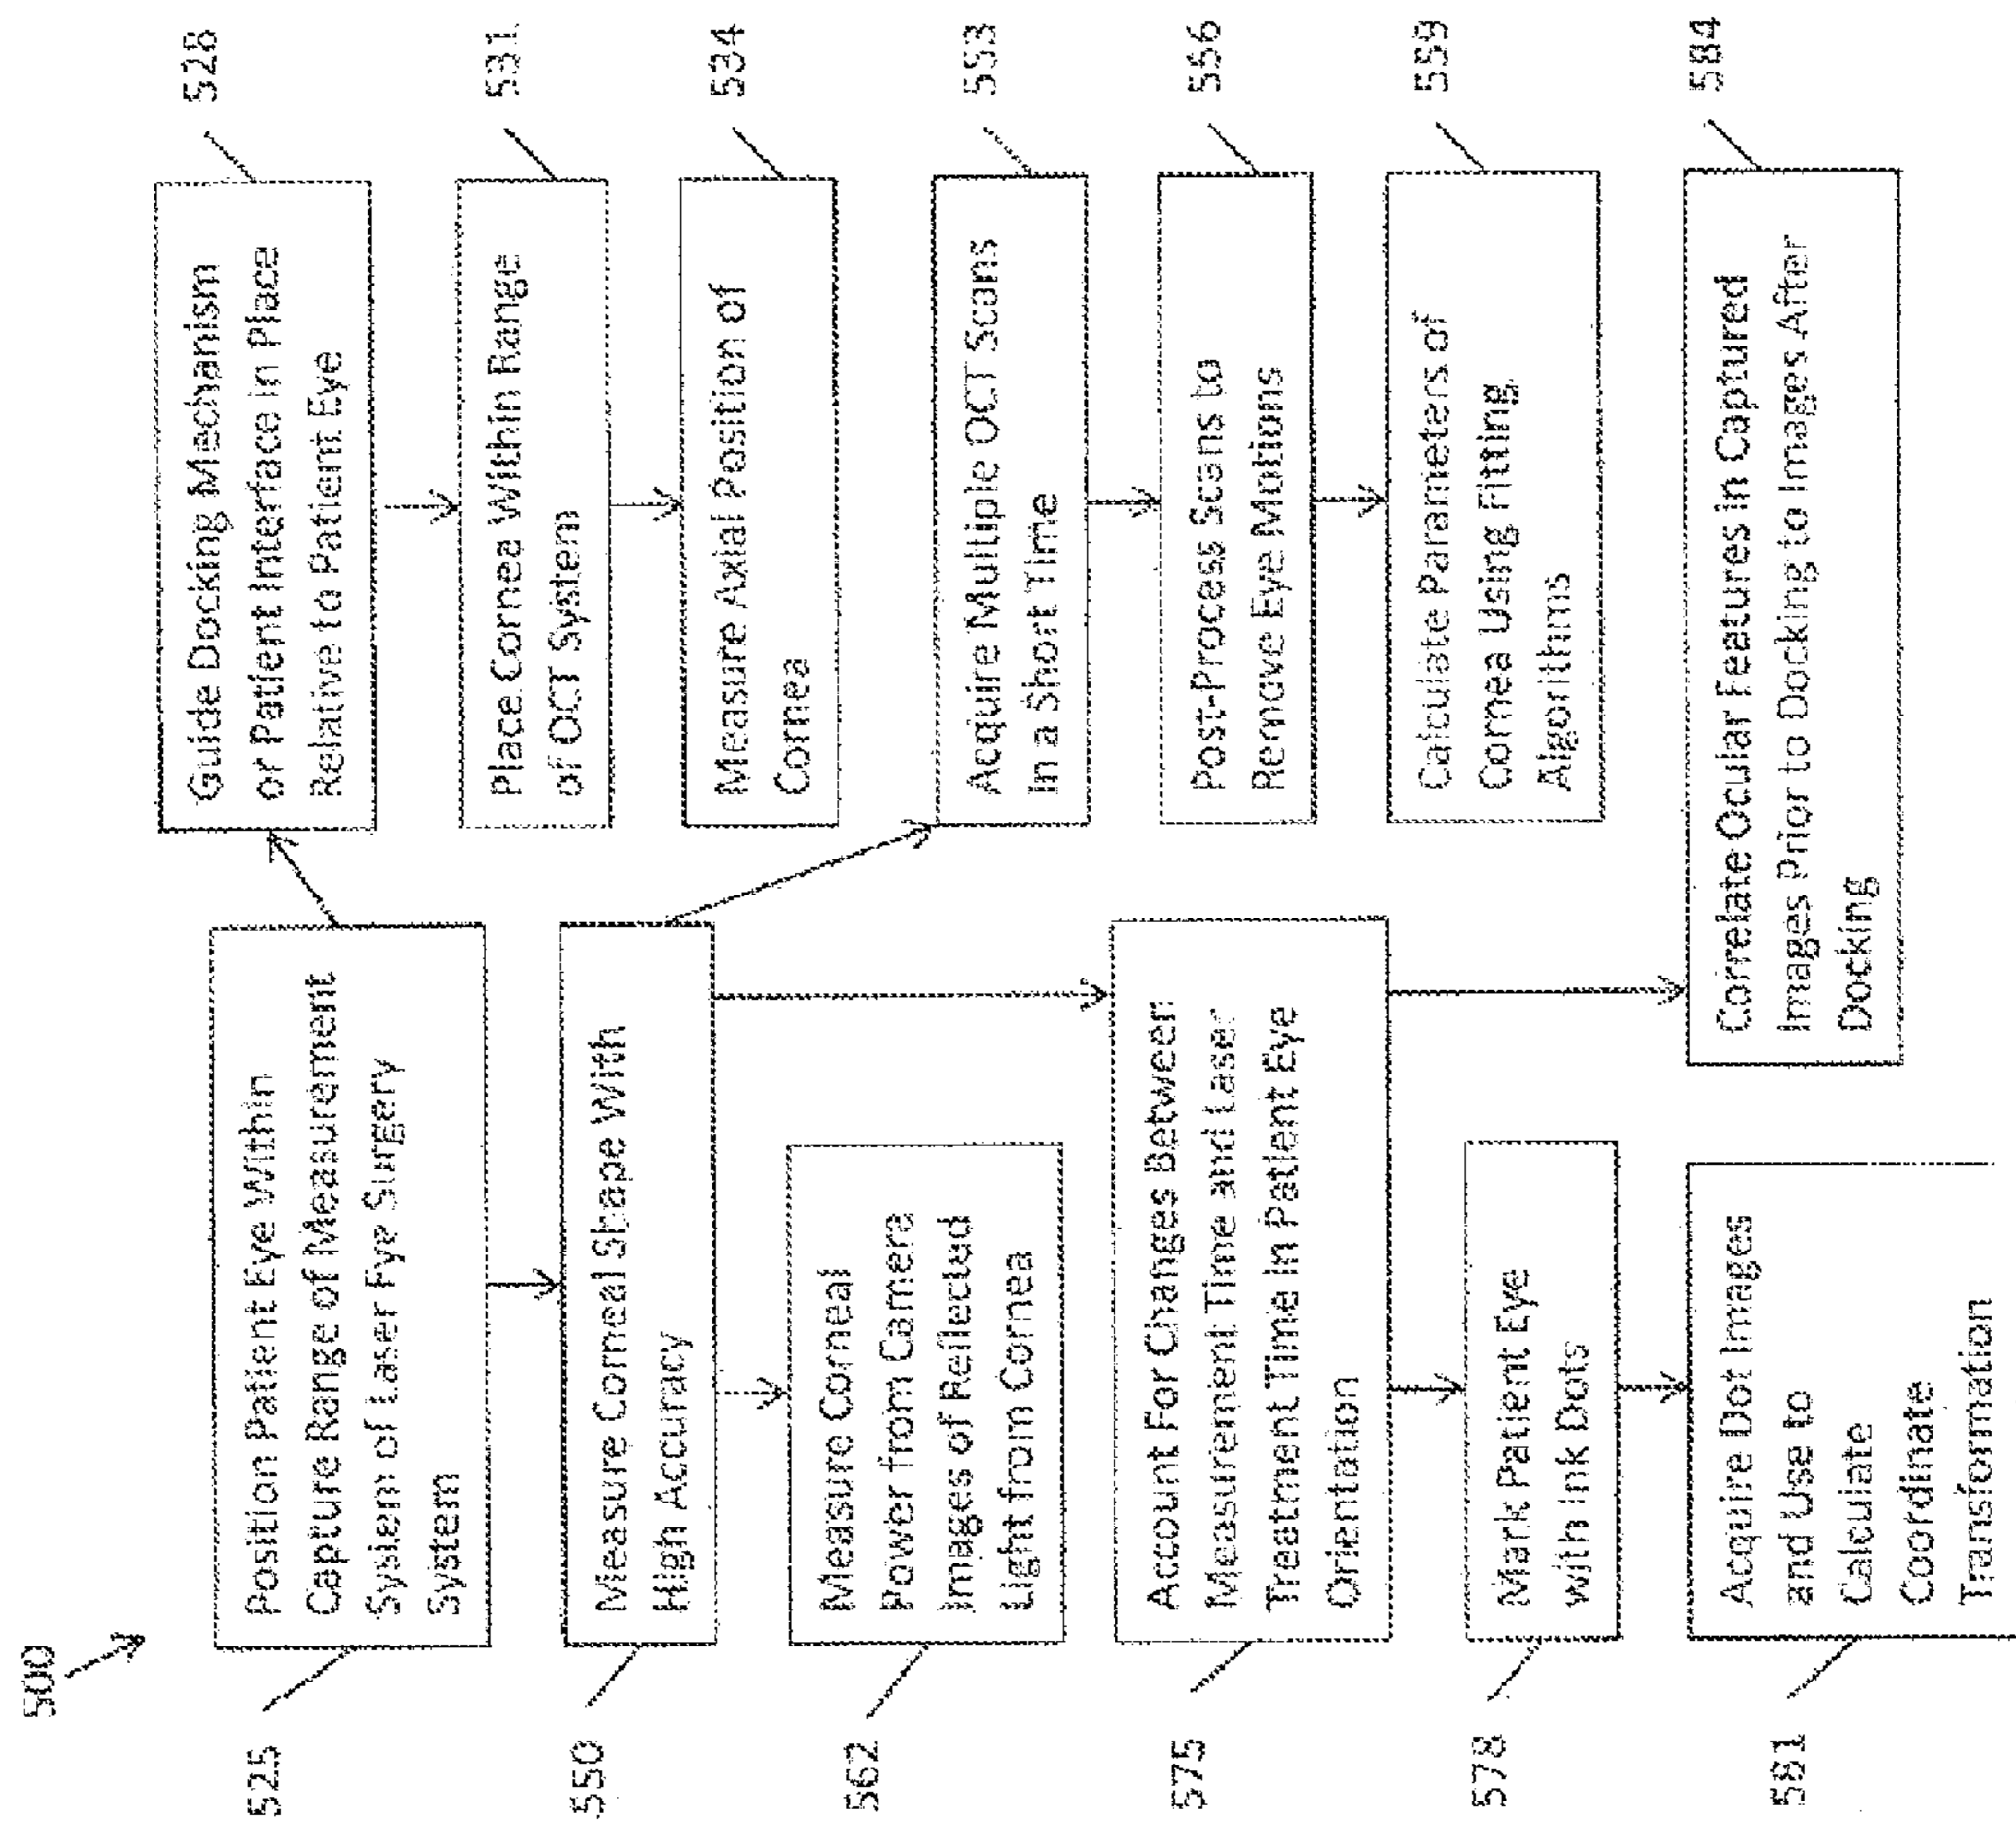 500
525
Position Patient Eye Within
Capture Range of Measurement
System of Laser Eye Surgery
System
528
Guide Docking Mechanism
or Patient Interface in Place
Relative to Patient Eye
531
Place Cornea Within Range
of OCT System
534
Measure Axial Position of
Cornea
550
Measure Corneal Shape With
High Accuracy
553
Acquire Multiple OCT Scans
In a Short Time
556
Post-Process Scans to
Remove Eye Motions
559
Calculate Parameters of
Cornea Using Fitting
Algorithms
562
Measure Corneal
Power from Camera
Images of Reflected
Light from Cornea
575
Account For Changes Between
Measurement Time and Laser
Treatment Time in Patient Eye
Orientation
578
Mark Patient Eye
with Ink Dots
581
Acquire Dot Images
and Use to
Calculate
Coordinate
Transformation
584
Correlate Ocular Features in Captured
Images Prior to Docking to Images After
Docking